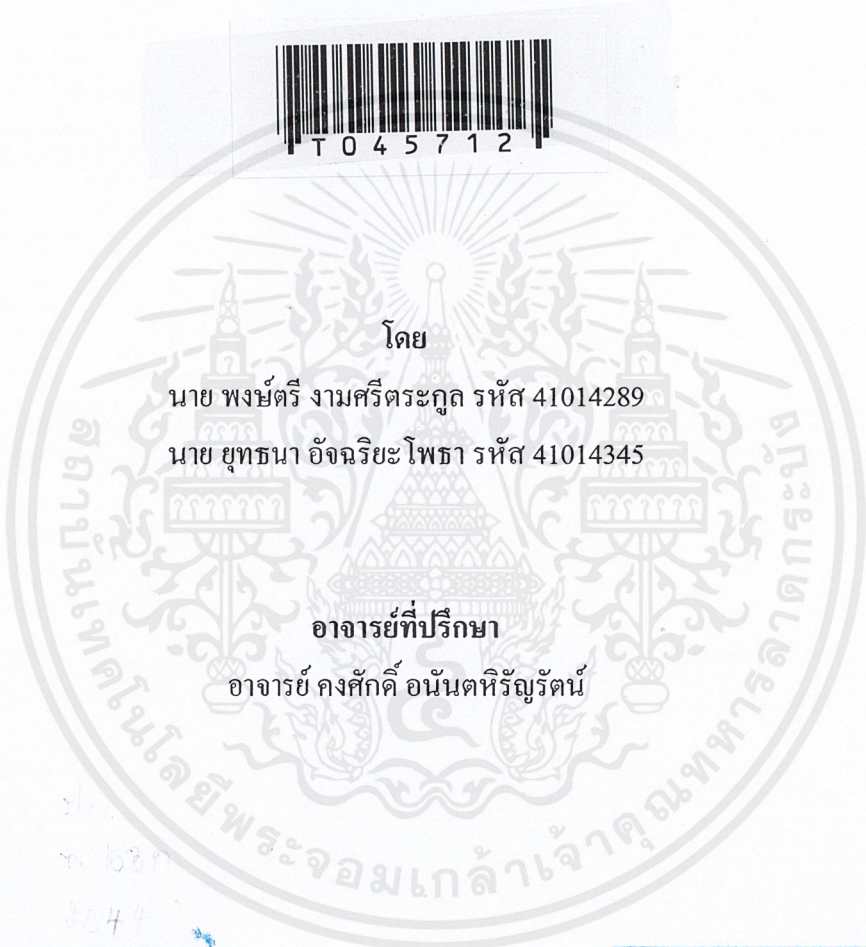 T045712
โดย
นาย พงษ์ตรี งามศรีตระกูล รหัส 41014289
นาย ยุทธนา อัจฉริยะโพธา รหัส 41014345
อาจารย์ที่ปรึกษา
อาจารย์ คงศักดิ์ อนันตหิรัญรัตน์
สถาบันเทคโนโลยีพระจอมเกล้าเจ้าคุณทหารลาดกระบัง